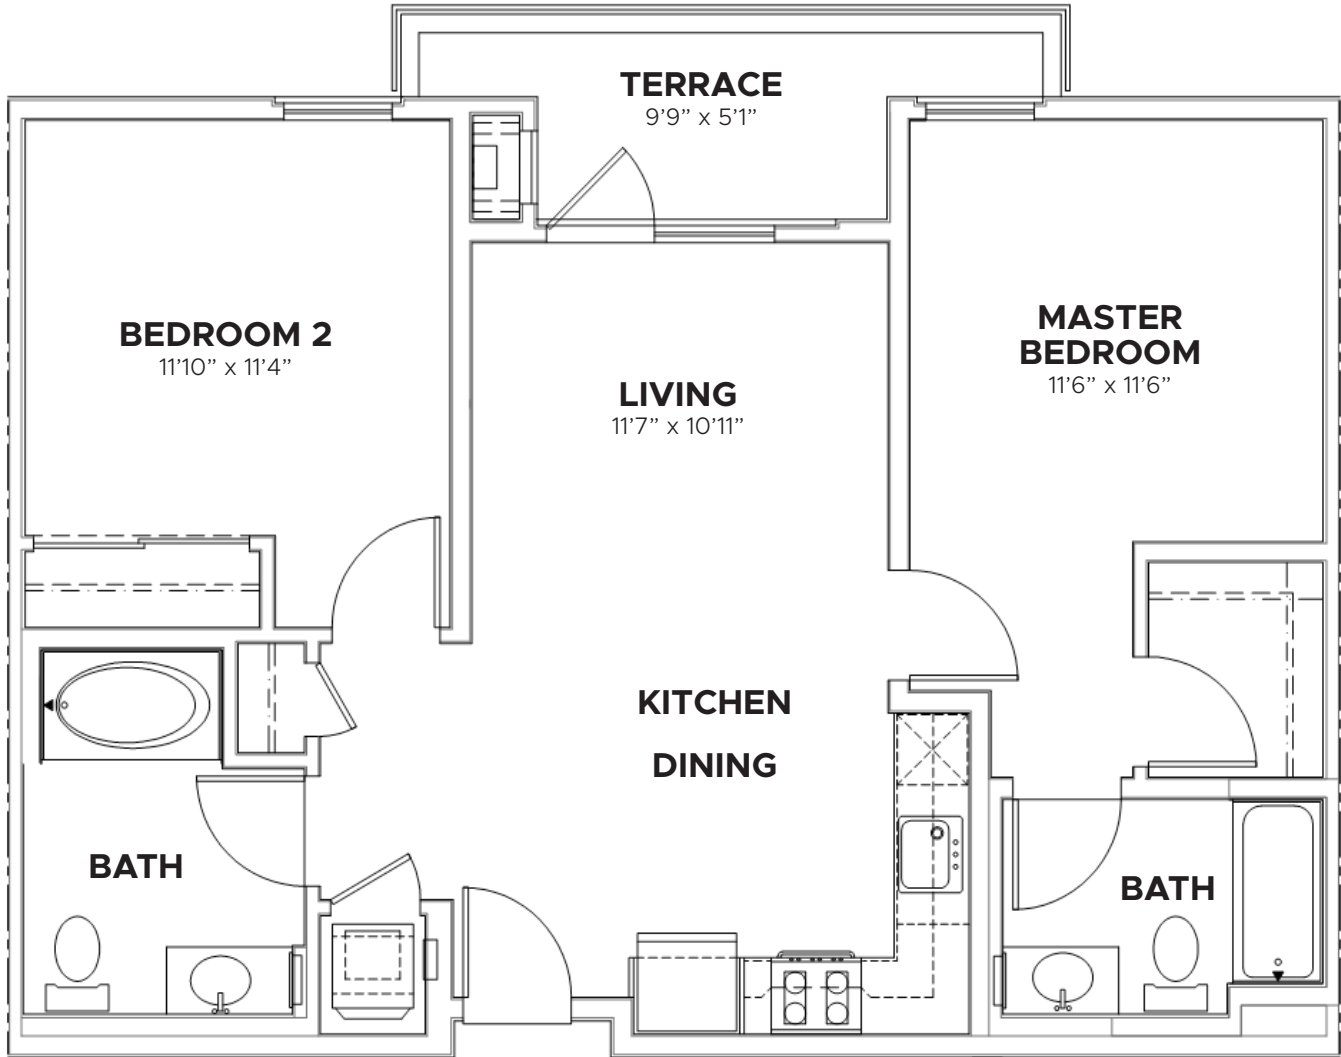 TERRACE
9’9” x 5’1”
BEDROOM 2
11’10” x 11’4”
MASTER
BEDROOM
11’6” x 11’6”
LIVING
11’7” x 10’11”
KITCHEN
DINING
BATH
BATH